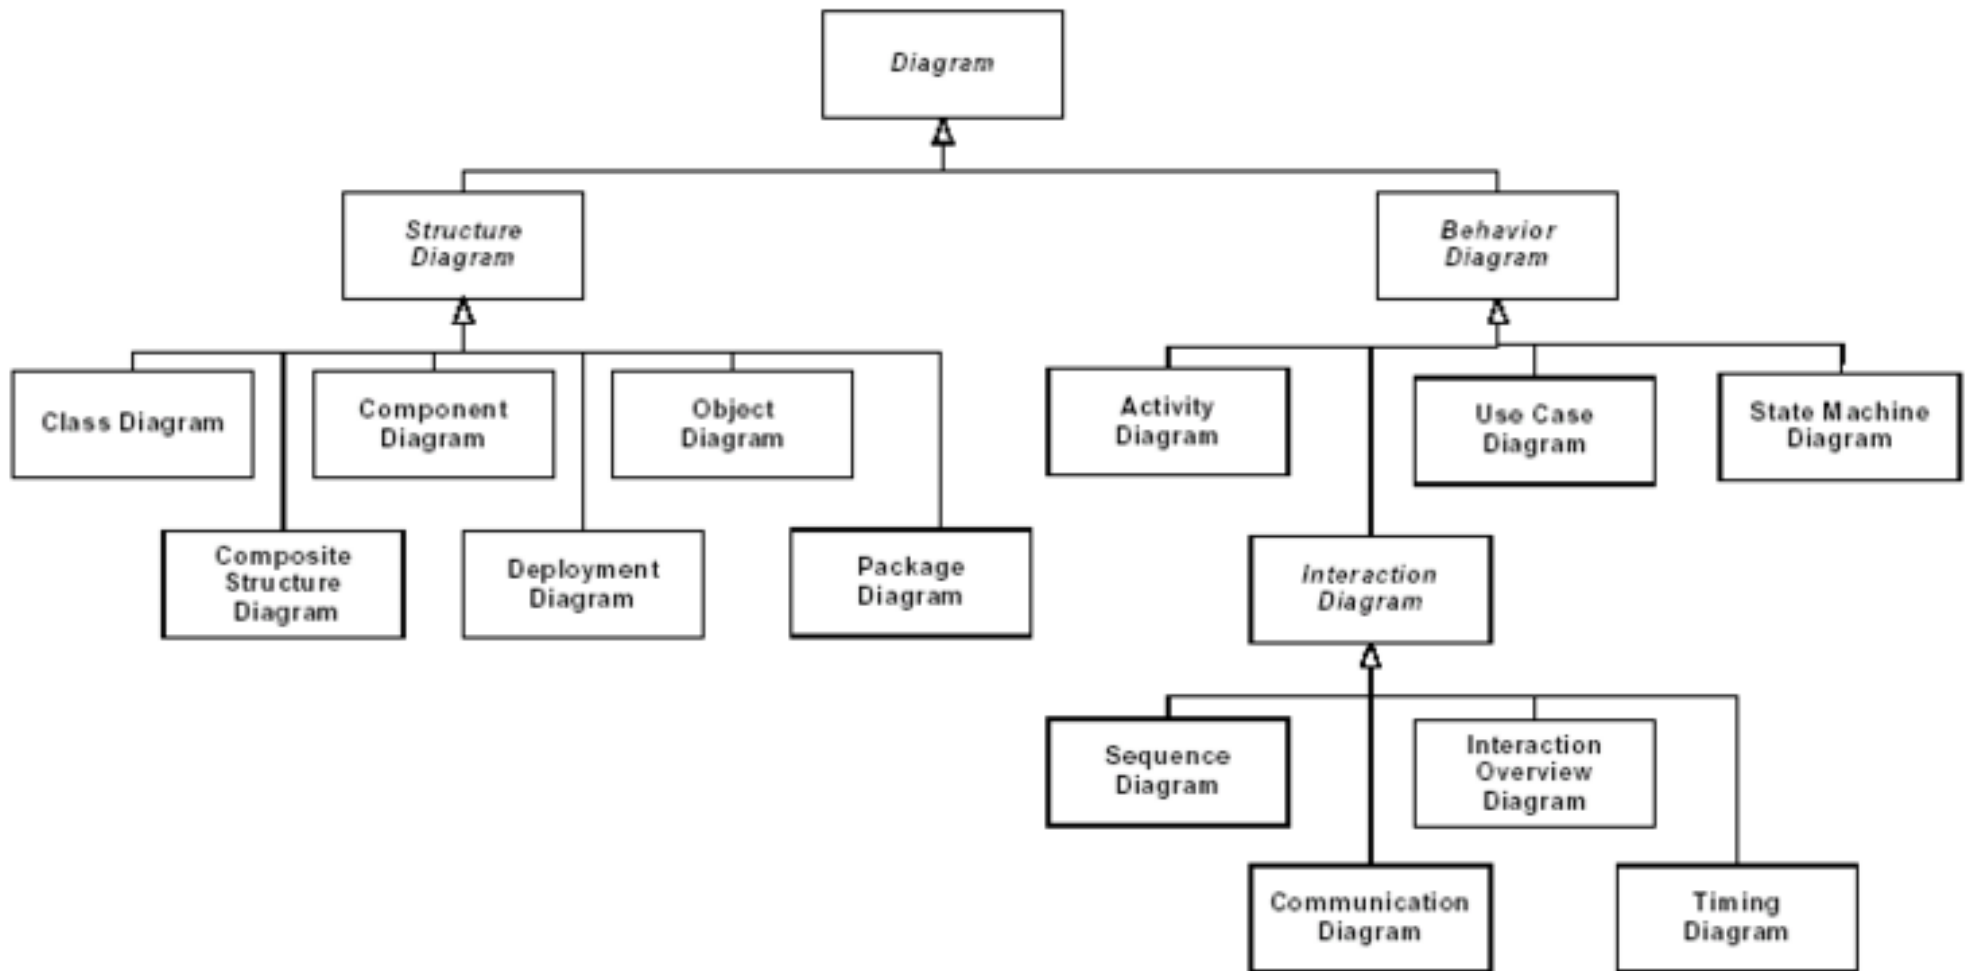 Diagram
Structure
Diagram
Behavior
Diagram
Class Diagram
Component
Diagram
Object
Diagram
Activity
Diagram
Use Case
Diagram
State Machine
Diagram
Composite
Structure
Diagram
Deployment
Diagram
Package
Diagram
Interaction
Diagram
Sequence
Diagram
Interaction
Overview
Diagram
Communication
Diagram
Timing
Diagram